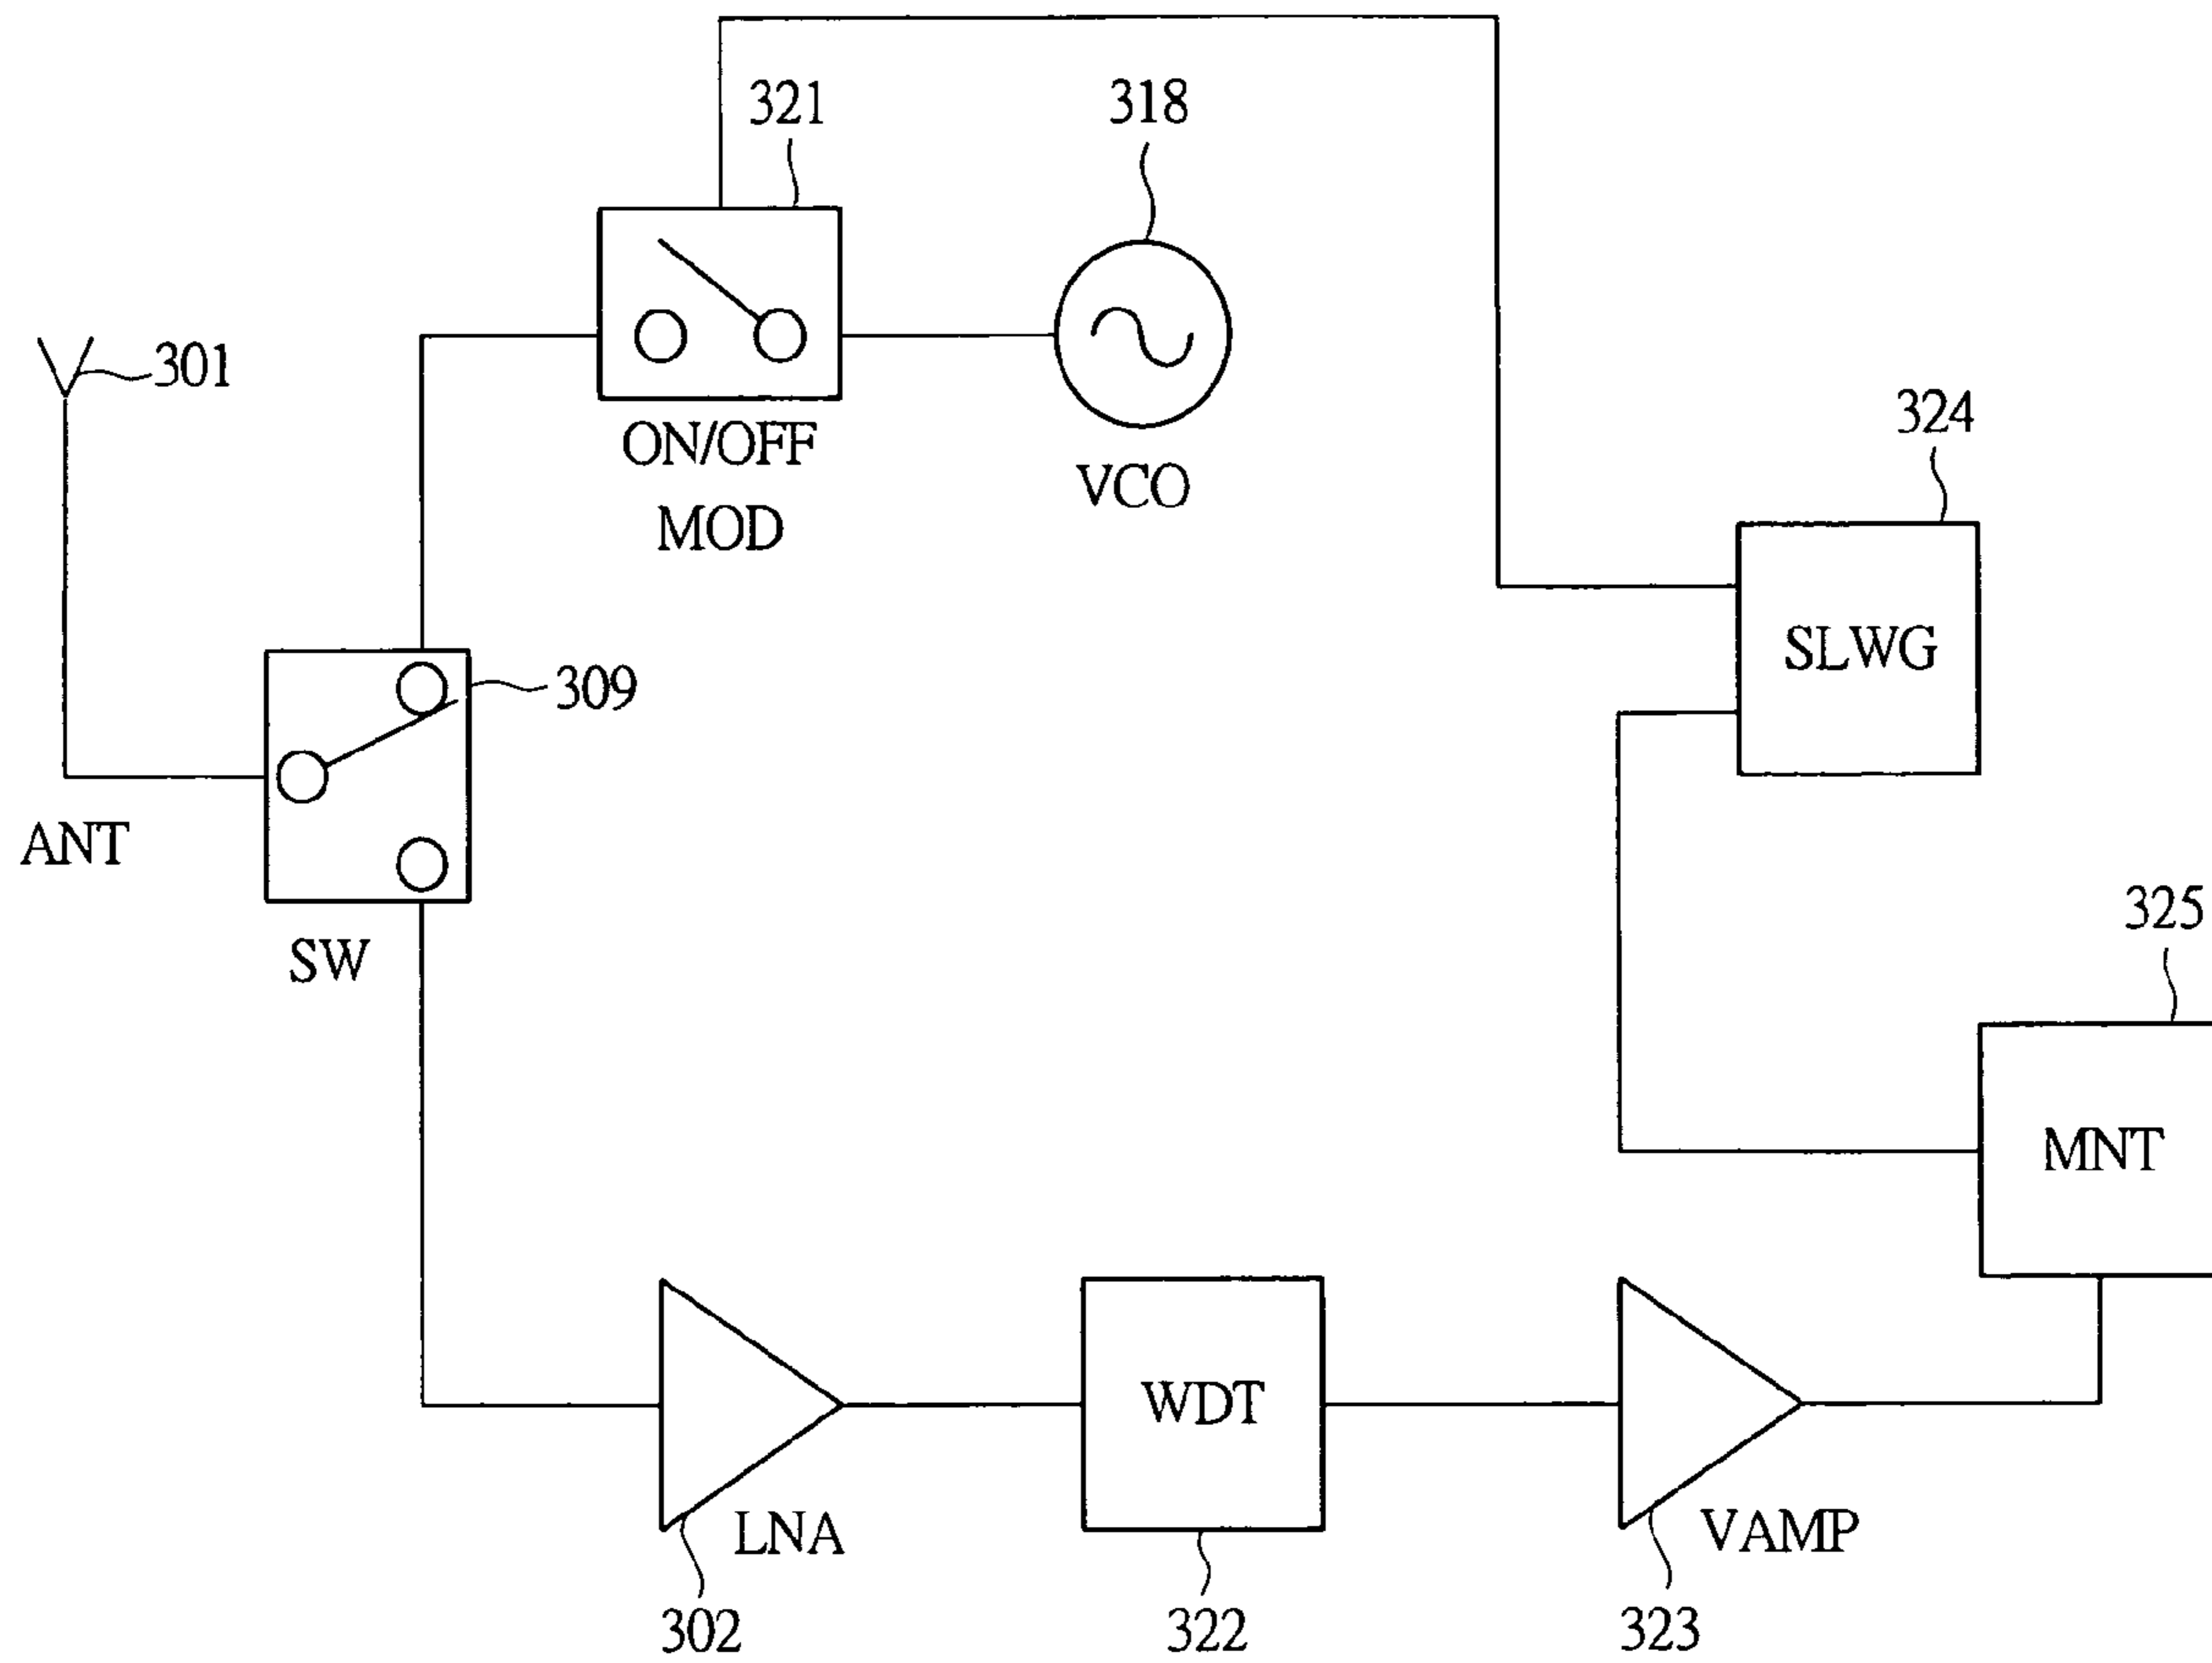 321
318
301
ON/OFF
MOD
VCO
324
SLWG
309
ANT
SW
325
MNT
WDT
LNA
VAMP
302
322
323